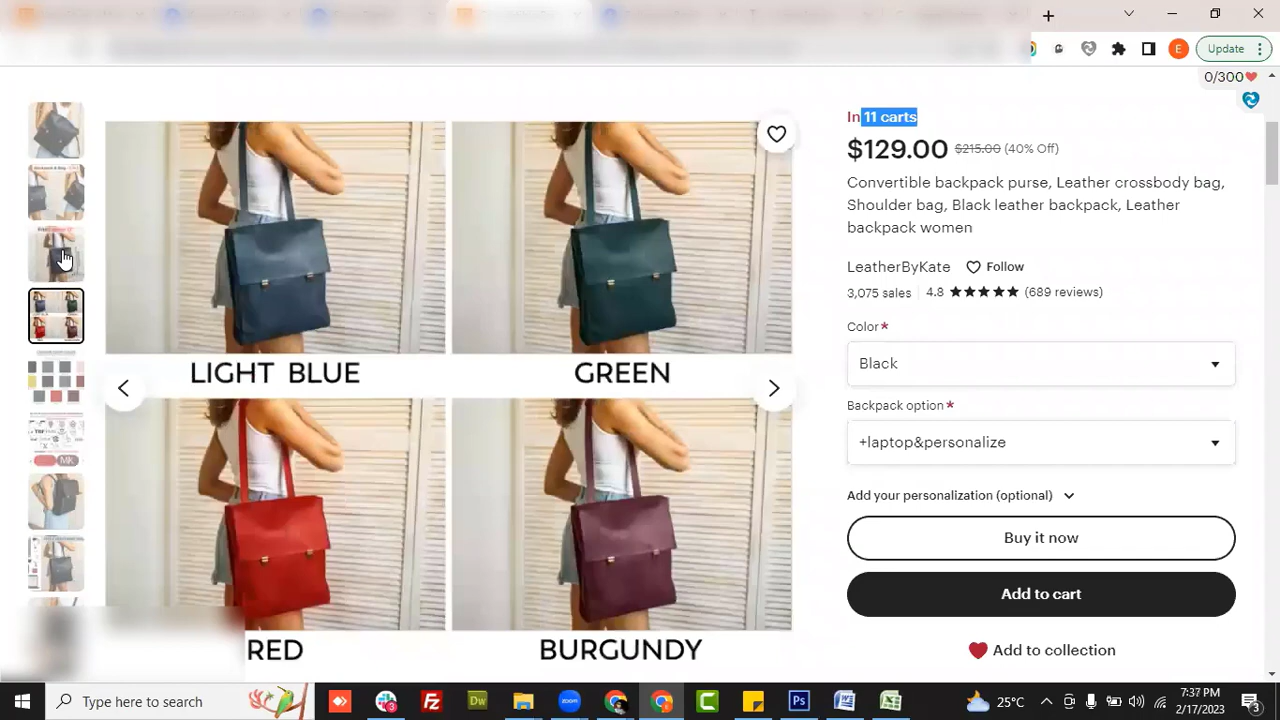 Update
0/300
In 11 carts
$129.00 $215.00 (40% Off)
Convertible backpack purse, Leather crossbody bag,
Shoulder bag, Black leather backpack, Leather
backpack women
LeatherByKate Follow
3,075 sales 4.8 ★★★★★ (689 reviews)
Color*
Black
Backpack option*
+laptop&personalize
Add your personalization (optional)
Buy it now
Add to cart
Add to collection
LIGHT BLUE GREEN
RED BURGUNDY
Type here to search
Dw
25°C
7:37 PM
2/17/2023